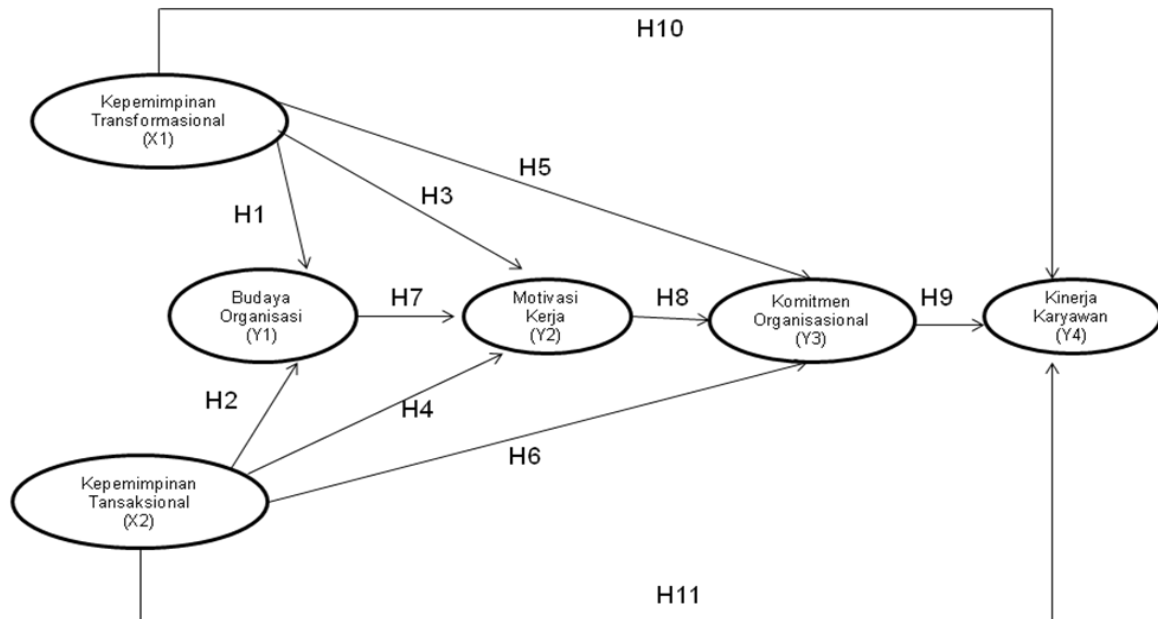 H10
Kepemimpinan
Transformasional
(X1)
H5
H3
H1
Budaya
Organisasi
(Y1)
H7
Motivasi
Kerja
(Y2)
H8
Komitmen
Organisasional
(Y3)
H9
Kinerja
Karyawan
(Y4)
H2
H4
H6
Kepemimpinan
Tansaksional
(X2)
H11